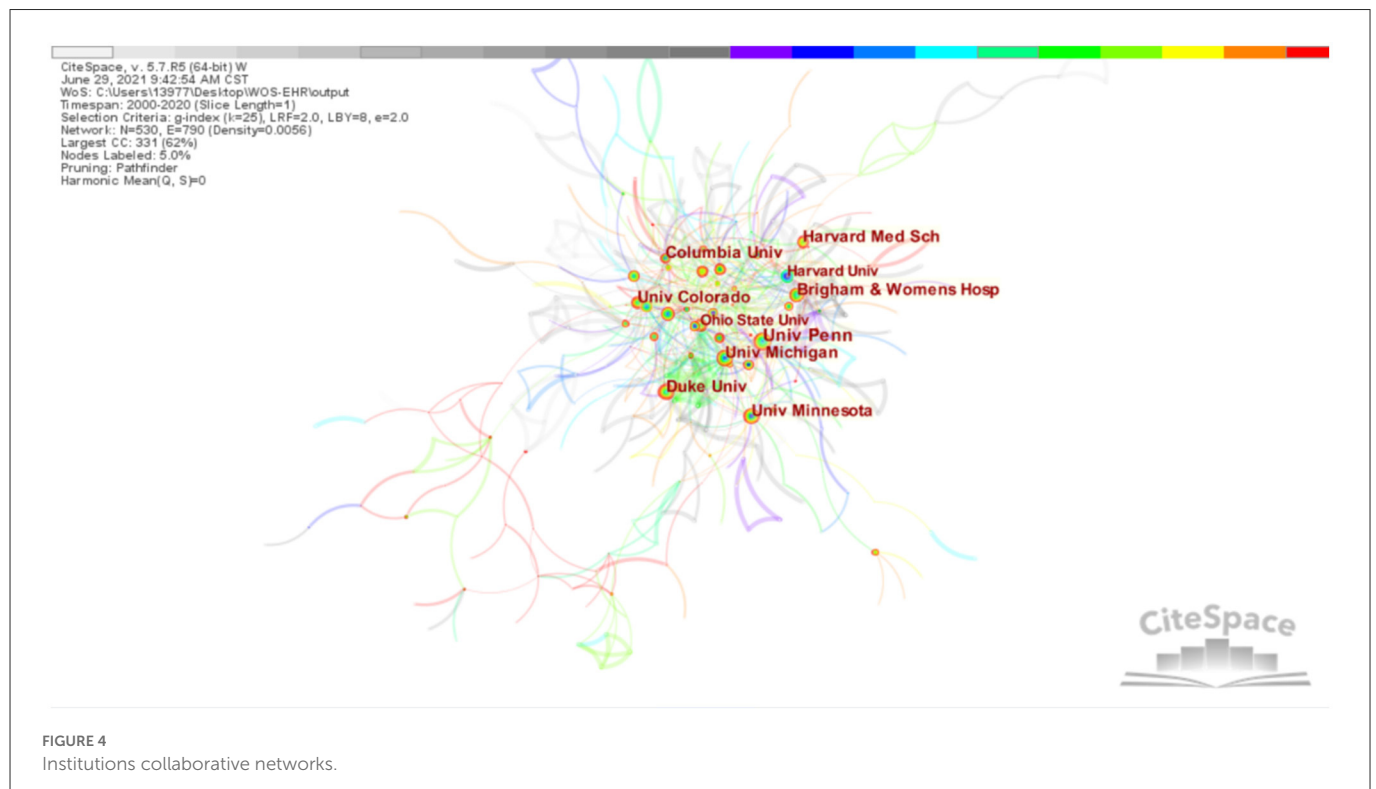 CiteSpace, v. 5.7.R5 (64-bit) W
June 29, 2021 9:42:54 AM CST
WoS: C:\Users\13977\Desktop\WOS-EHR\output
Timespan: 2000-2020 (Slice Length=1)
Selection Criteria: g-index (k=25), LRF=2.0, LBY=8, e=2.0
Network: N=530, E=790 (Density=0.0056)
Largest CC: 331 (62%)
Nodes Labeled: 5.0%
Pruning: Pathfinder
Harmonic Mean(Q, S)=0
Harvard Med Sch
Columbia Univ
Harvard Univ
Brigham & Womens Hosp
Univ Colorado
Ohio State Univ
Univ Penn
Univ Michigan
Duke Univ
Univ Minnesota
CiteSpace
FIGURE 4
Institutions collaborative networks.